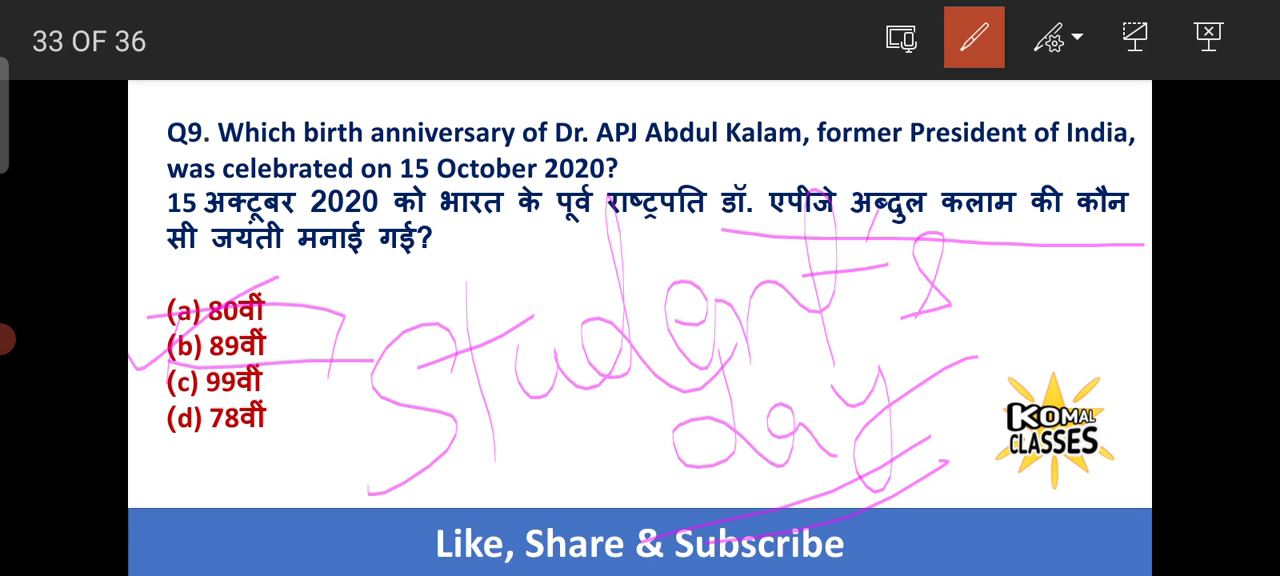 33 OF 36
Q9. Which birth anniversary of Dr. APJ Abdul Kalam, former President of India,
was celebrated on 15 October 2020?
15 अक्टूबर 2020 को भारत के पूर्व राष्ट्रपति डॉ. एपीजे अब्दुल कलाम की कौन
सी जयंती मनाई गई?
(a) 80वीं
(b) 89वीं
(c) 99वीं
(d) 78वीं
Student's
day
KOMAL
CLASSES
Like, Share & Subscribe